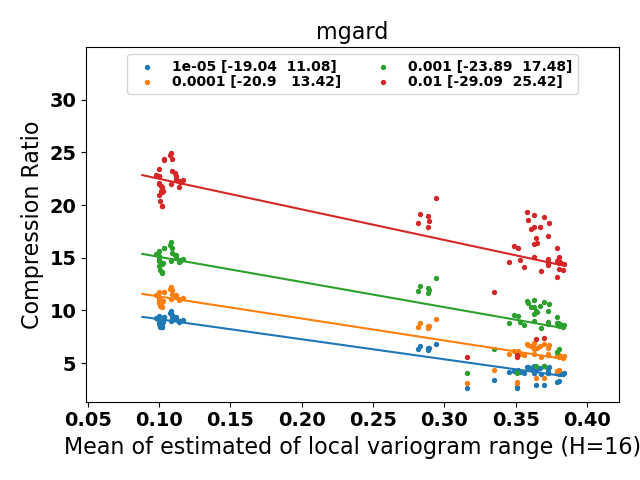 mgard
1e-05 [-19.04  11.08]
0.0001 [-20.9   13.42]
0.001 [-23.89  17.48]
0.01 [-29.09  25.42]
Compression Ratio
30
25
20
15
10
5
0.05 0.10 0.15 0.20 0.25 0.30 0.35 0.40
Mean of estimated of local variogram range (H=16)